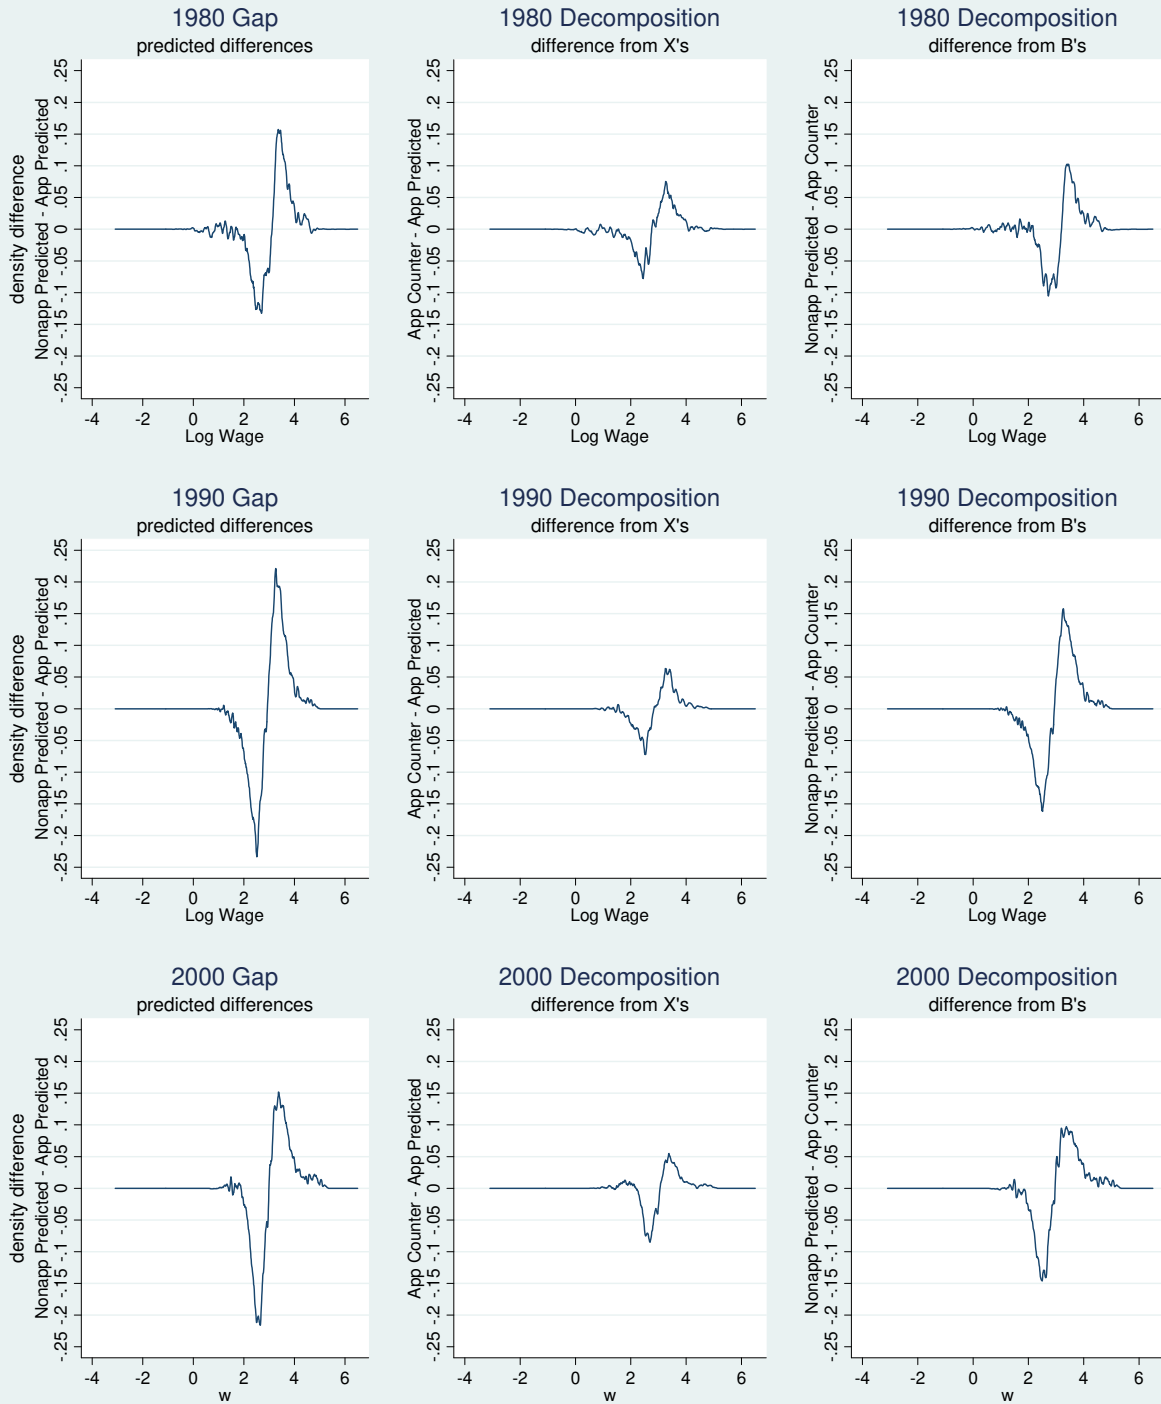 1980 Gap
predicted differences
density difference
Nonapp Predicted - App Predicted
.25
.2
.15
.1
.05
0
-.05
-.1
-.15
-.2
-.25
-4 -2 0 2 4 6
Log Wage
1980 Decomposition
difference from X's
App Counter - App Predicted
.25
.2
.15
.1
.05
0
-.05
-.1
-.15
-.2
-.25
-4 -2 0 2 4 6
Log Wage
1980 Decomposition
difference from B's
Nonapp Predicted - App Counter
.25
.2
.15
.1
.05
0
-.05
-.1
-.15
-.2
-.25
-4 -2 0 2 4 6
Log Wage
1990 Gap
predicted differences
density difference
Nonapp Predicted - App Predicted
.25
.2
.15
.1
.05
0
-.05
-.1
-.15
-.2
-.25
-4 -2 0 2 4 6
Log Wage
1990 Decomposition
difference from X's
App Counter - App Predicted
.25
.2
.15
.1
.05
0
-.05
-.1
-.15
-.2
-.25
-4 -2 0 2 4 6
Log Wage
1990 Decomposition
difference from B's
Nonapp Predicted - App Counter
.25
.2
.15
.1
.05
0
-.05
-.1
-.15
-.2
-.25
-4 -2 0 2 4 6
Log Wage
2000 Gap
predicted differences
density difference
Nonapp Predicted - App Predicted
.25
.2
.15
.1
.05
0
-.05
-.1
-.15
-.2
-.25
-4 -2 0 2 4 6
w
2000 Decomposition
difference from X's
App Counter - App Predicted
.25
.2
.15
.1
.05
0
-.05
-.1
-.15
-.2
-.25
-4 -2 0 2 4 6
w
2000 Decomposition
difference from B's
Nonapp Predicted - App Counter
.25
.2
.15
.1
.05
0
-.05
-.1
-.15
-.2
-.25
-4 -2 0 2 4 6
w